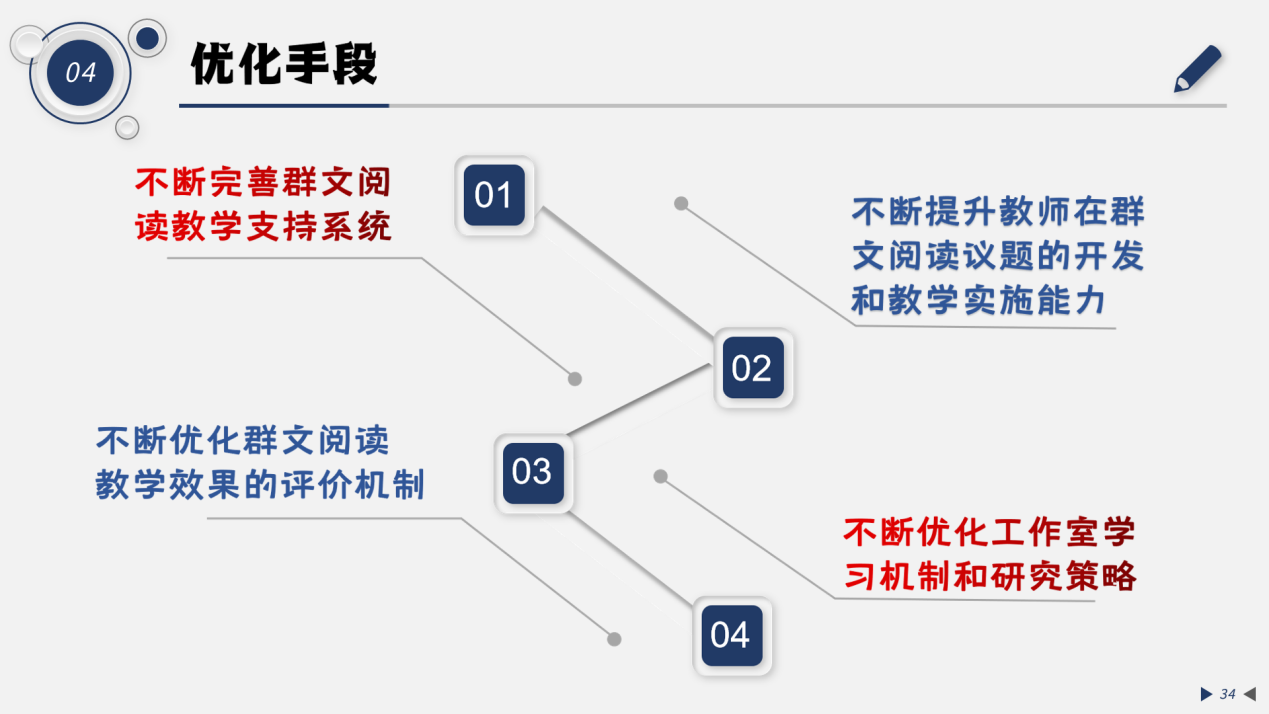 04
优化手段
不断完善群文阅
读教学支持系统
01
不断提升教师在群
文阅读议题的开发
和教学实施能力
02
不断优化群文阅读
教学效果的评价机制
03
不断优化工作室学
习机制和研究策略
04
34